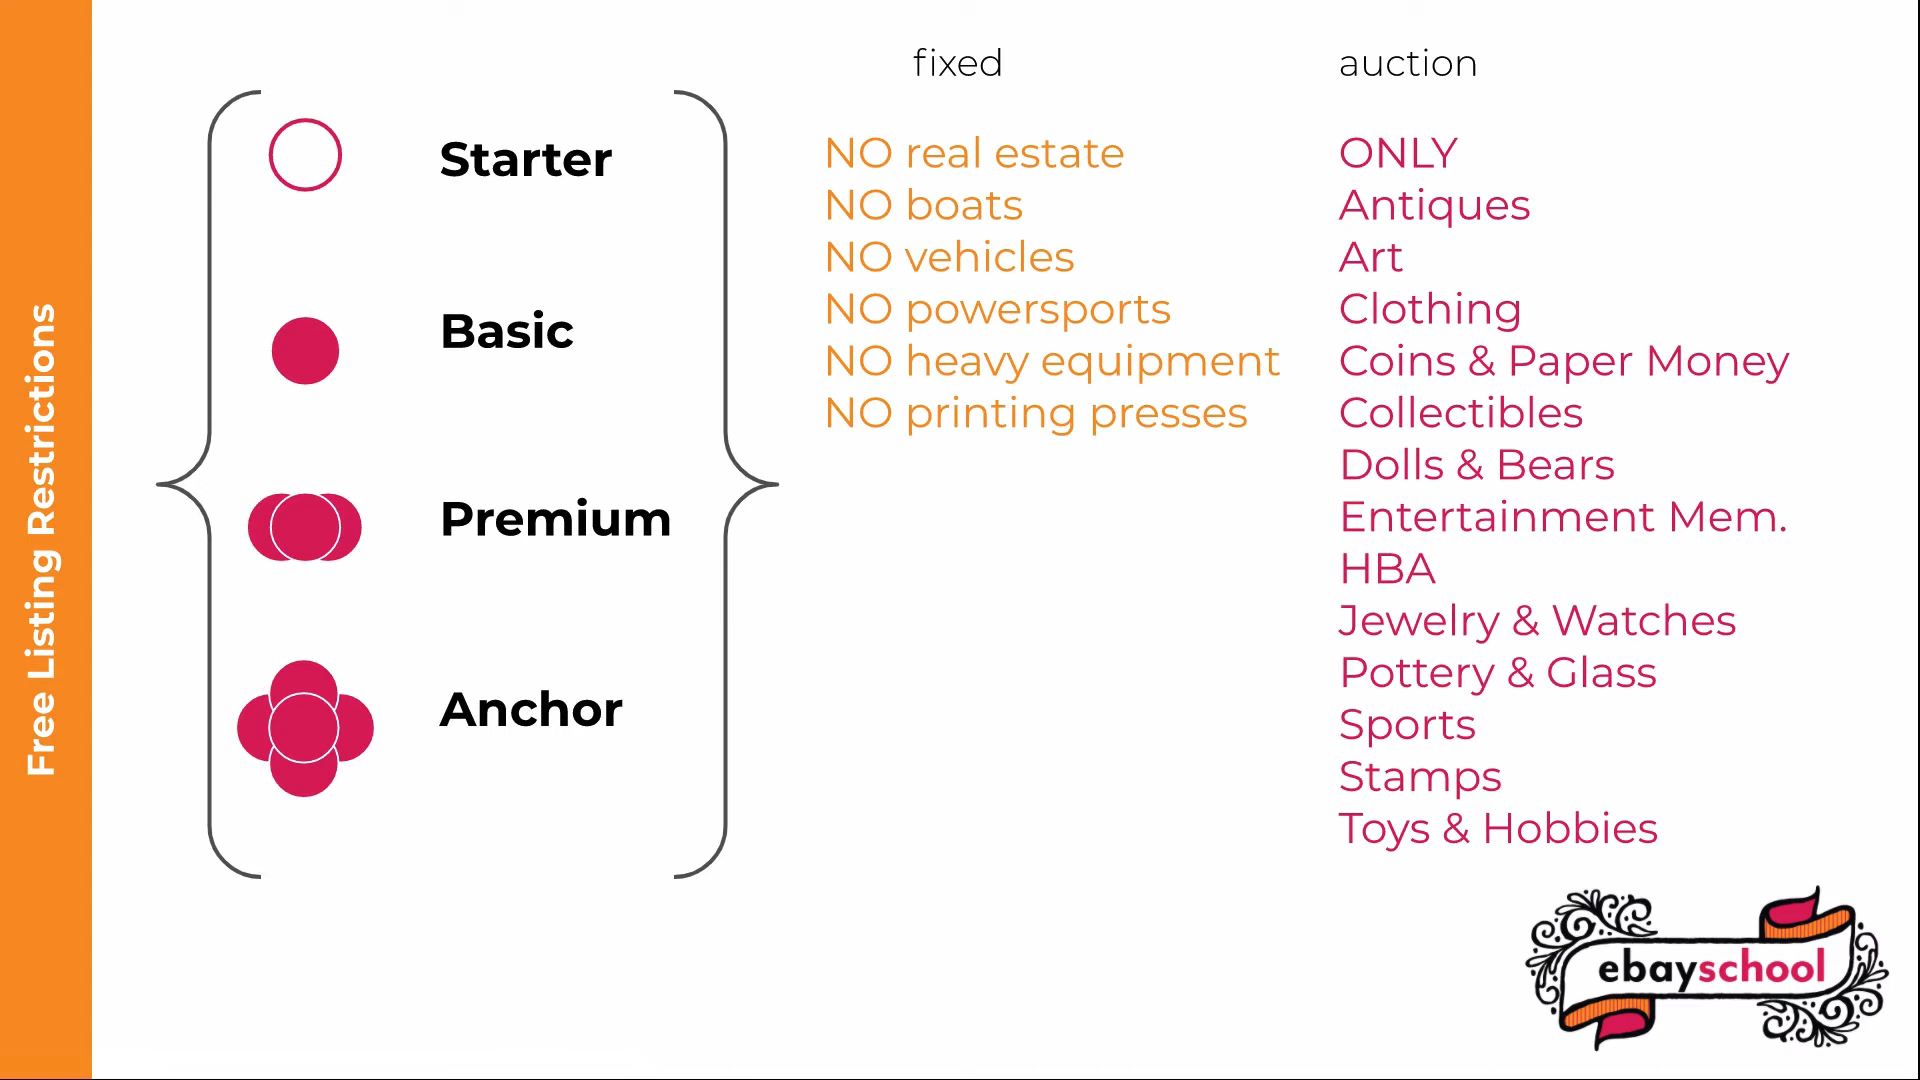 Free Listing Restrictions
Starter
Basic
Premium
Anchor
fixed
NO real estate
NO boats
NO vehicles
NO powersports
NO heavy equipment
NO printing presses
auction
ONLY
Antiques
Art
Clothing
Coins & Paper Money
Collectibles
Dolls & Bears
Entertainment Mem.
HBA
Jewelry & Watches
Pottery & Glass
Sports
Stamps
Toys & Hobbies
ebayschool